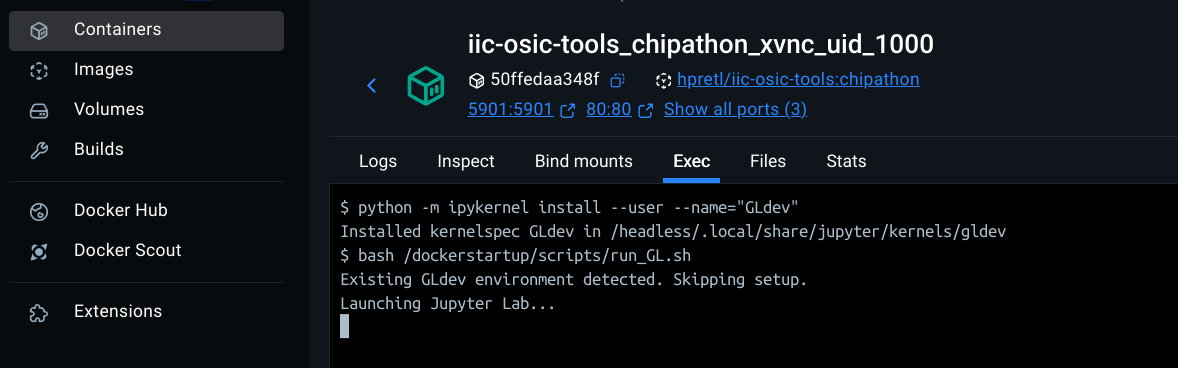 Containers
Images
Volumes
Builds
Docker Hub
Docker Scout
Extensions
iic-osic-tools_chipathon_xvnc_uid_1000
50ffedaa348f hpretl/iic-osic-tools:chipathon
5901:5901 80:80 Show all ports (3)
Logs Inspect Bind mounts Exec Files Stats
$ python -m ipykernel install --user --name="GLdev"
Installed kernelspec GLdev in /headless/.local/share/jupyter/kernels/gldev
$ bash /dockerstartup/scripts/run_GL.sh
Existing GLdev environment detected. Skipping setup.
Launching Jupyter Lab...